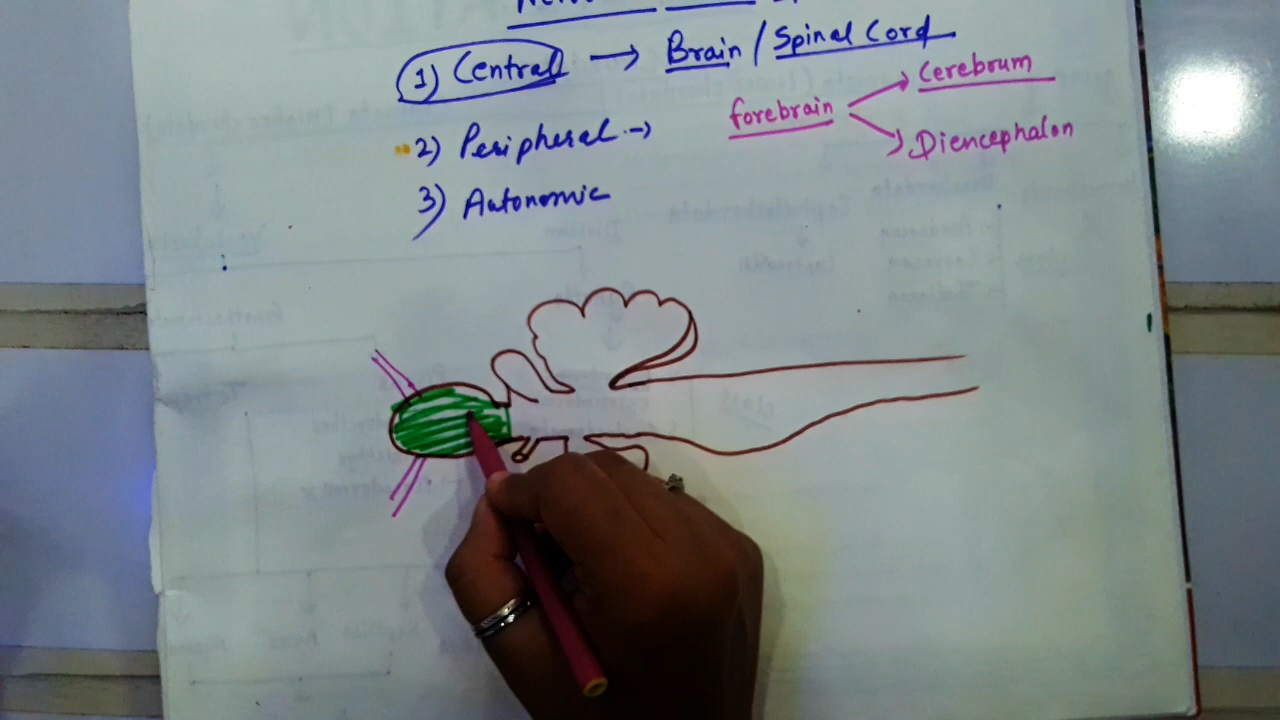 1) Central → Brain / Spinal Cord
2) Peripheral →
3) Autonomic
forebrain
Cerebrum
Diencephalon